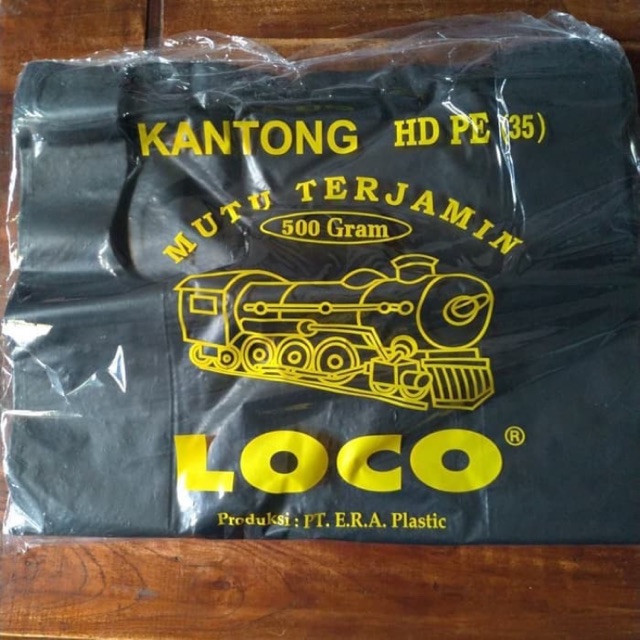 KANTONG HD PE (35)
MUTU TERJAMIN
500 Gram
LOCO®
Produksi : PT. E.R.A. Plastic